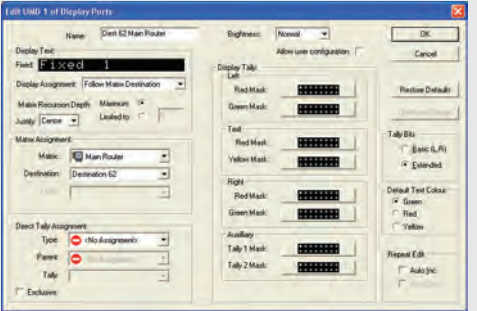 Edit UMD 1 of Display Ports
Name:
Dest 62 Main Router
Display Text:
Fixed:
Fixed 1
Display Assignment:
Follow Matrix Destination
Matrix Recursion Depth
Maximum
Justify:
Centre
Limited to
Matrix Assignment:
Matrix:
Main Router
Destination:
Destination 62
Direct Tally Assignment
Type:
<No Assignment>
Parent:
<No Assignment>
Tally
Exclusive
Brightness:
Normal
Allow user configuration:
Display Tally:
Left
Red Mask:
Green Mask:
Text
Red Mask:
Yellow Mask:
Right
Red Mask:
Green Mask:
Auxiliary
Tally 1 Mask:
Tally 2 Mask:
OK
Cancel
Restore Defaults
Tally Bits
Basic (L,R)
Extended
Default Text Colour
Green
Red
Yellow
Repeat Edit
Auto Inc